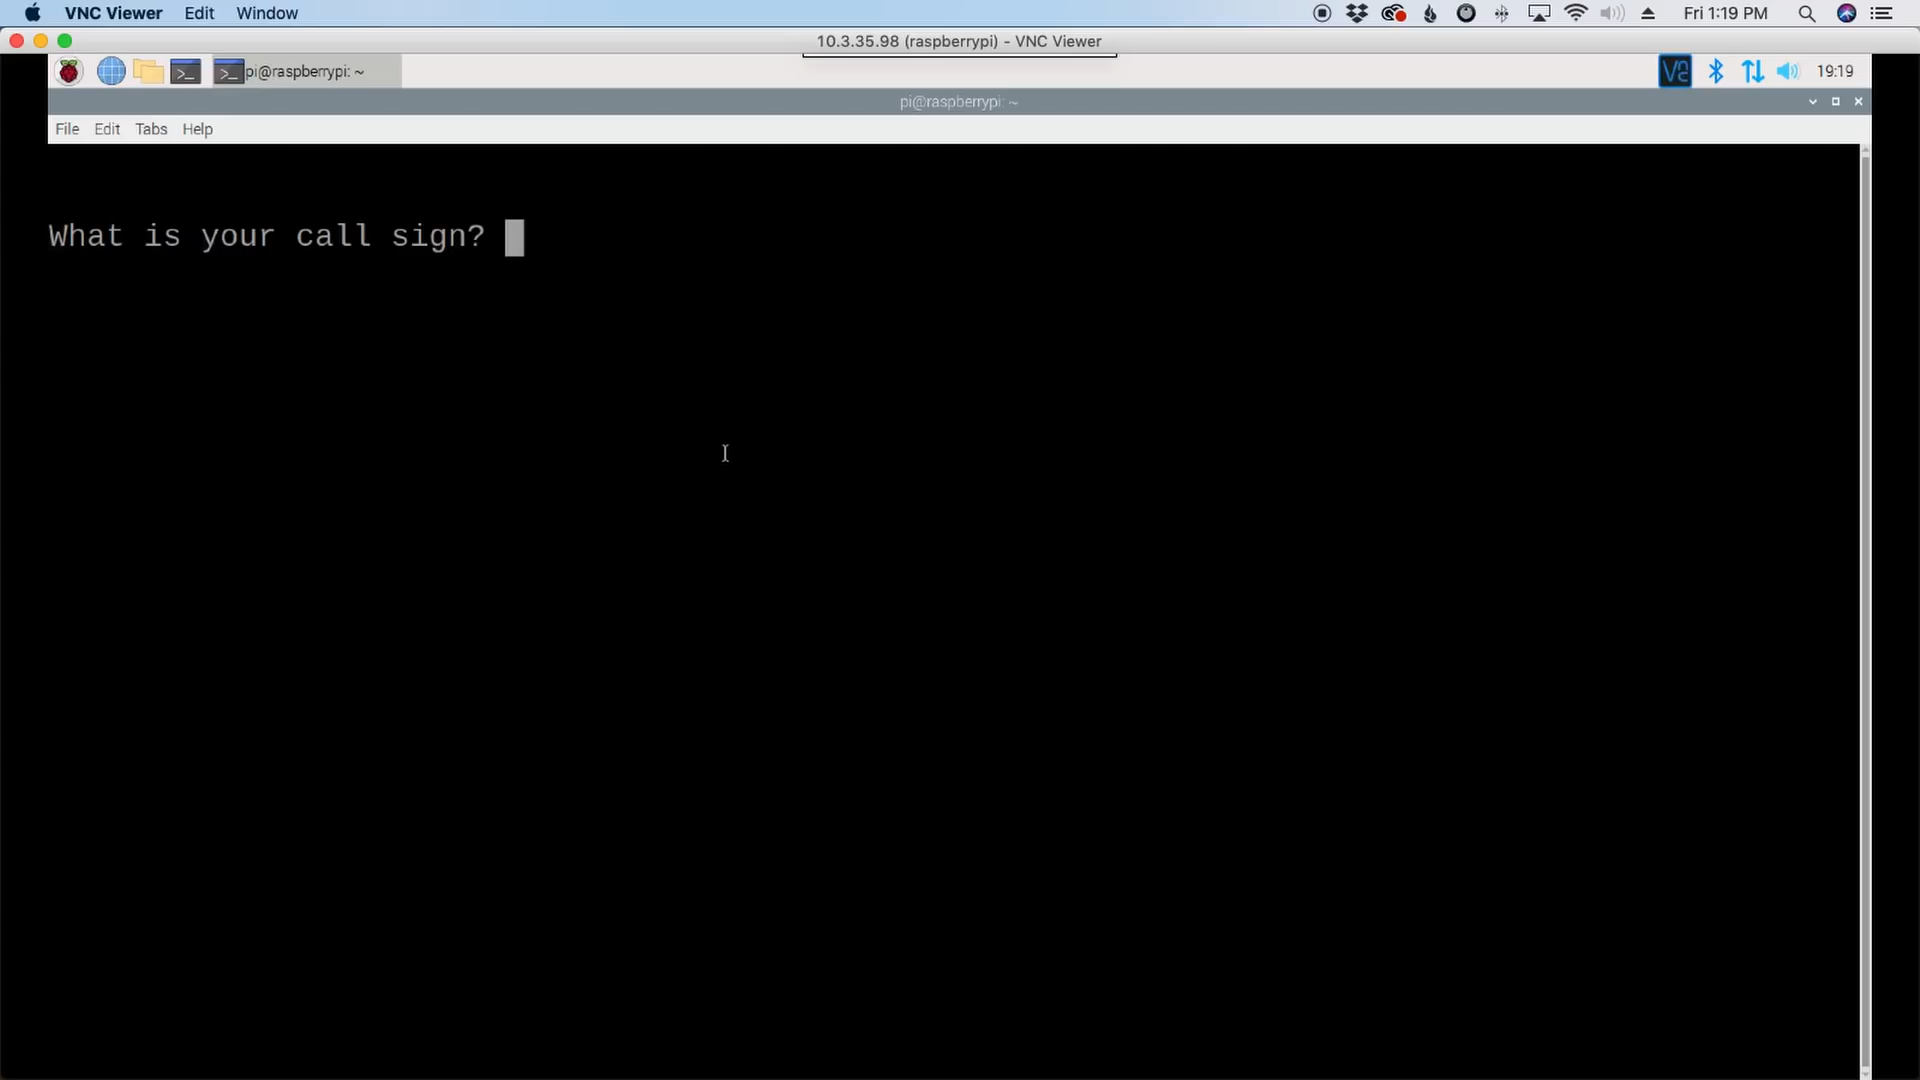 VNC Viewer Edit Window Fri 1:19 PM
10.3.35.98 (raspberrypi) - VNC Viewer
>_ >_ pi@raspberrypi: ~ 19:19
pi@raspberrypi: ~
File Edit Tabs Help
What is your call sign?